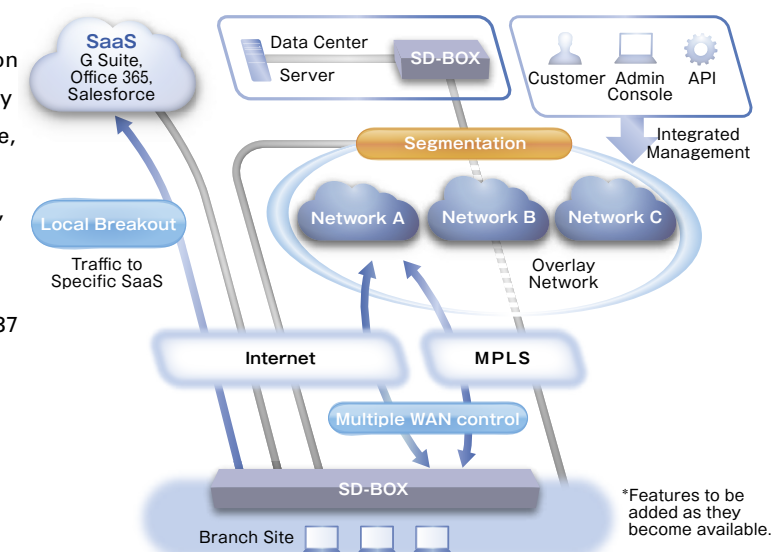 on
y
e,
,
37
SaaS
G Suite,
Office 365,
Salesforce
Data Center
Server
SD-BOX
Customer
Admin
Console
API
Integrated
Management
Segmentation
Network A
Network B
Network C
Overlay
Network
Local Breakout
Traffic to
Specific SaaS
Internet
MPLS
Multiple WAN control
SD-BOX
Branch Site
*Features to be
added as they
become available.